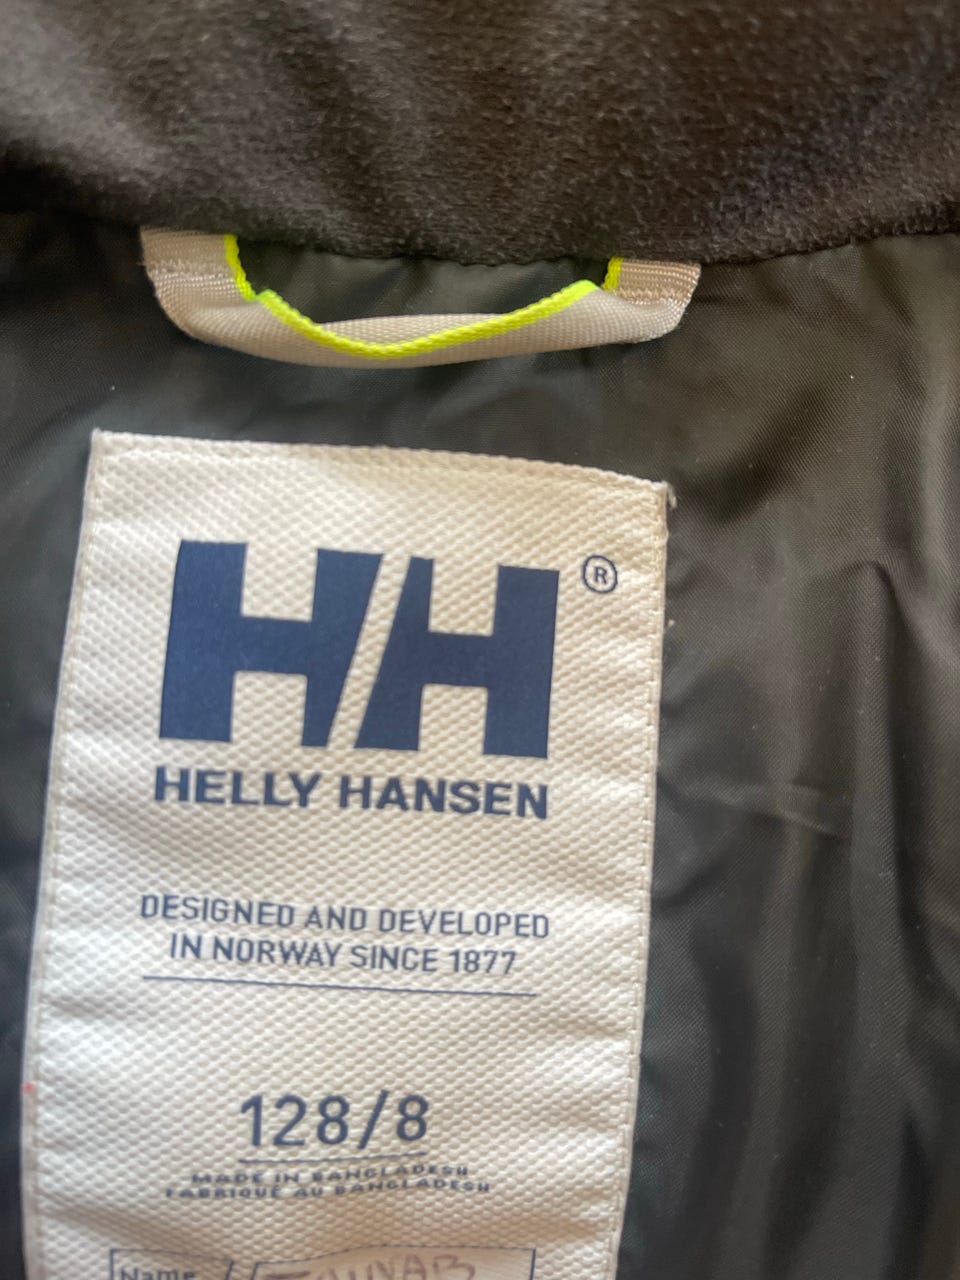 HH®
HELLY HANSEN
DESIGNED AND DEVELOPED
IN NORWAY SINCE 1877
128/8
MADE IN BANGLADESH
FABRIQUÉ AU BANGLADESH
Name